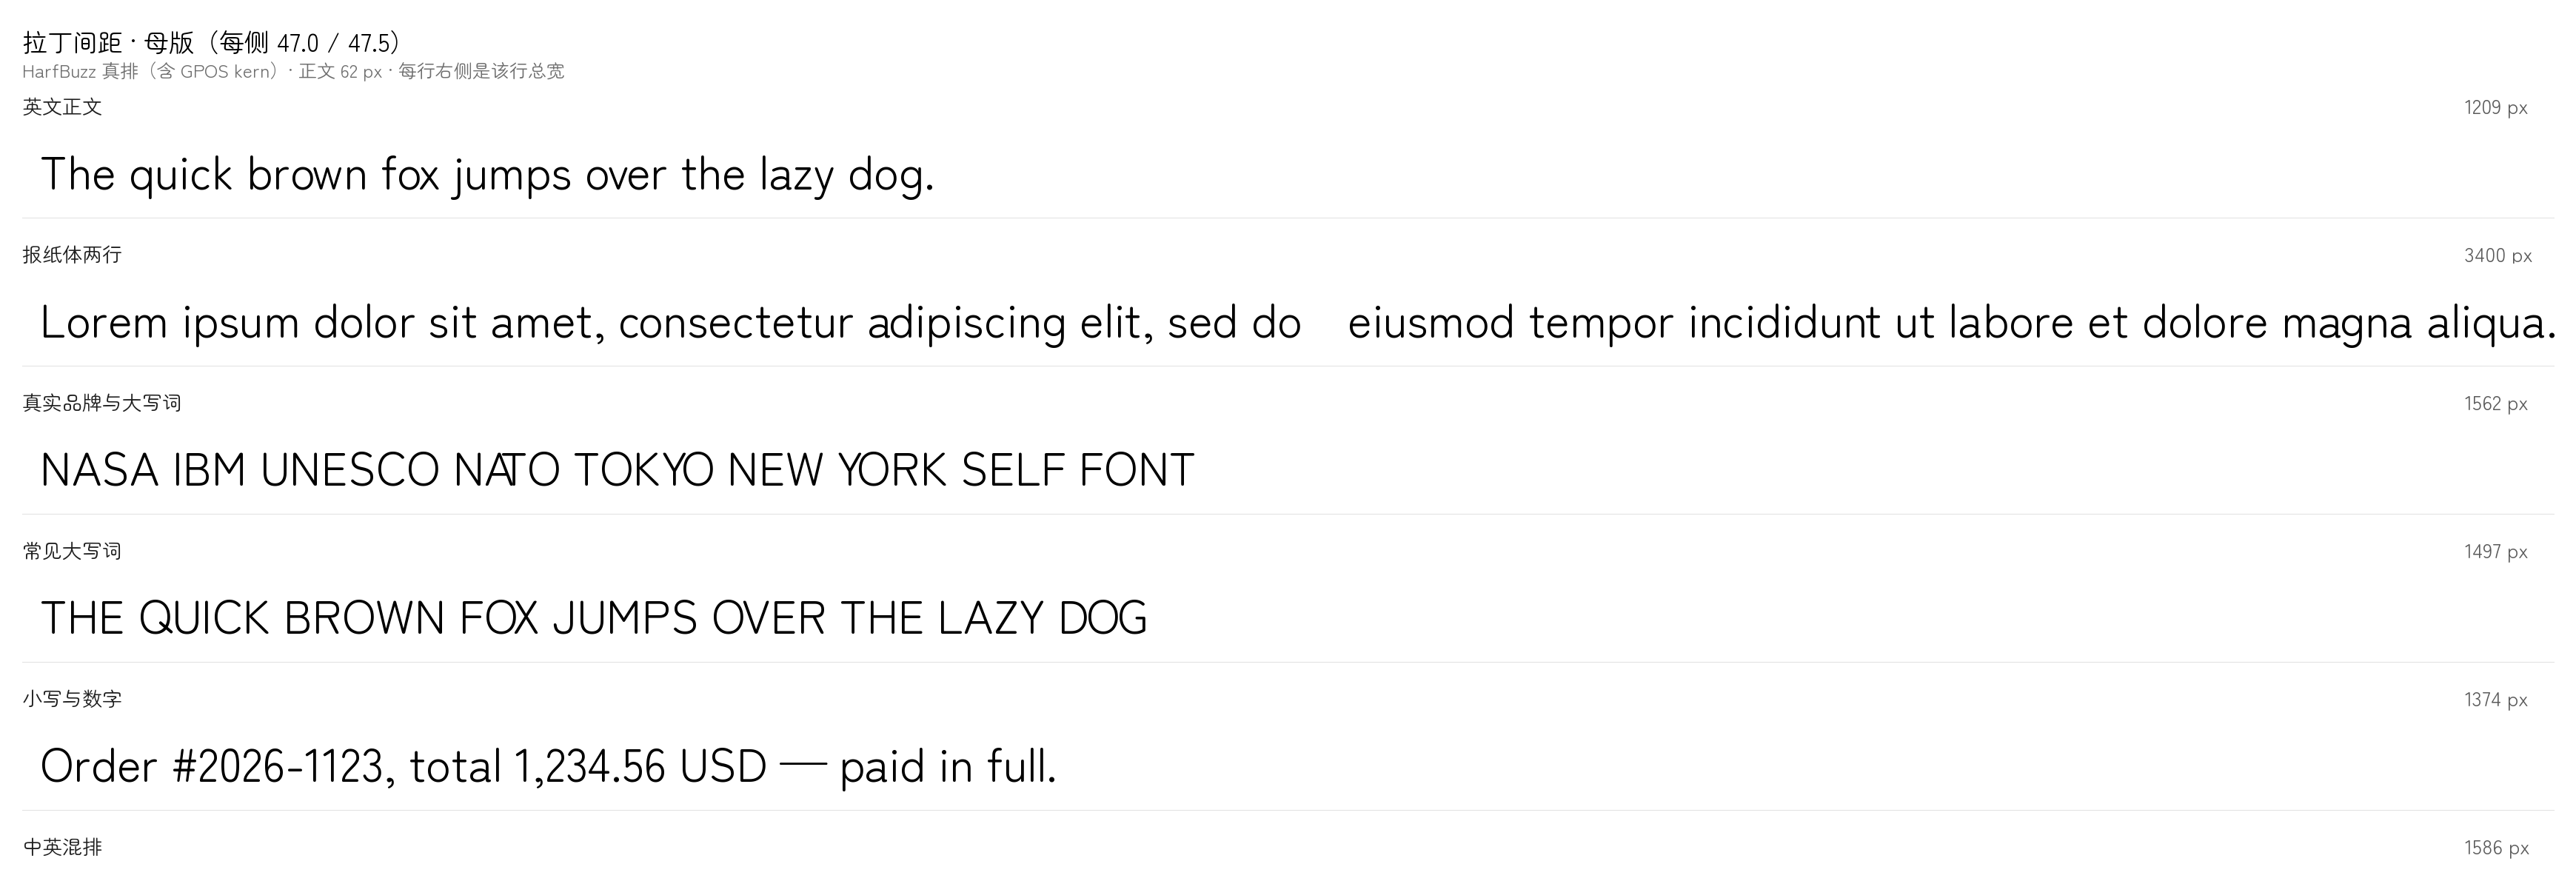 拉丁间距 · 母版（每侧 47.0 / 47.5）
HarfBuzz 真排（含 GPOS kern）· 正文 62 px · 每行右侧是该行总宽
英文正文 1209 px
The quick brown fox jumps over the lazy dog.
报纸体两行 3400 px
Lorem ipsum dolor sit amet, consectetur adipiscing elit, sed do eiusmod tempor incididunt ut labore et dolore magna aliqua.
真实品牌与大写词 1562 px
NASA IBM UNESCO NATO TOKYO NEW YORK SELF FONT
常见大写词 1497 px
THE QUICK BROWN FOX JUMPS OVER THE LAZY DOG
小写与数字 1374 px
Order #2026-1123, total 1,234.56 USD — paid in full.
中英混排 1586 px